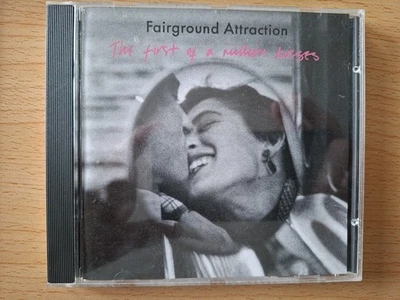 Fairground Attraction
The first of a million kisses